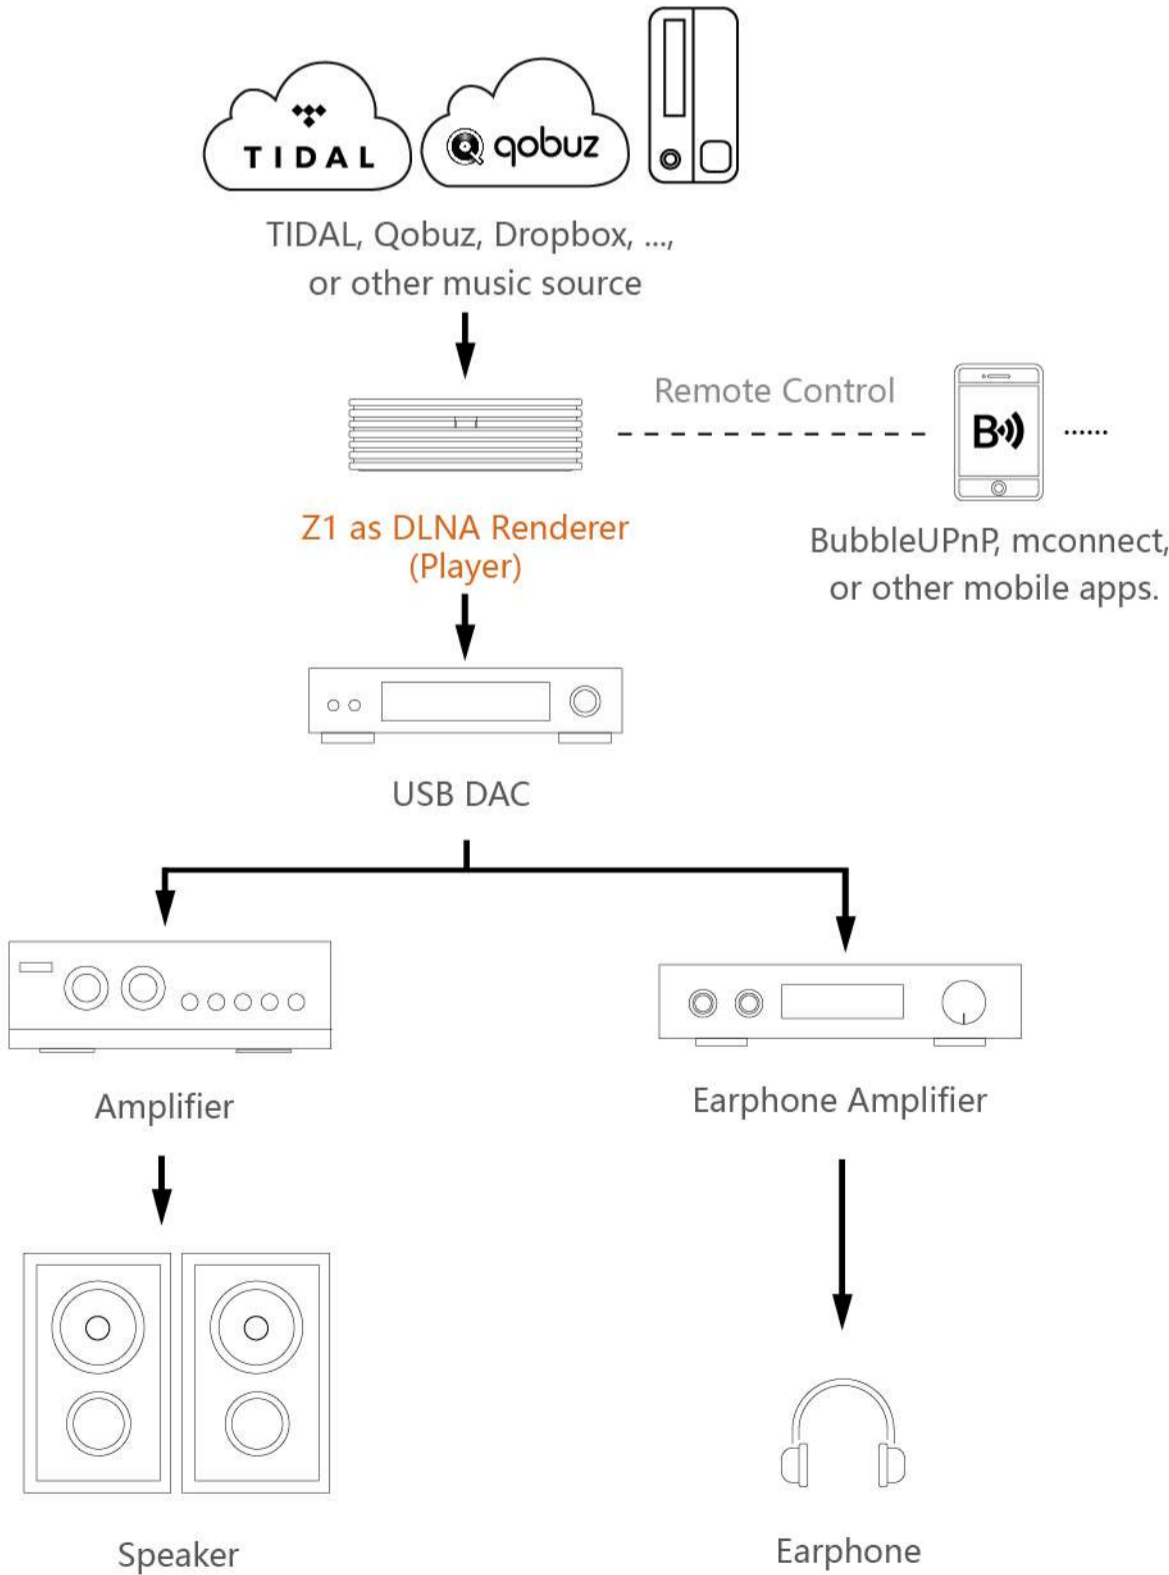 TIDAL
qobuz
TIDAL, Qobuz, Dropbox, ...,
or other music source
Remote Control
B
......
Z1 as DLNA Renderer
(Player)
BubbleUPnP, mconnect,
or other mobile apps.
USB DAC
Amplifier
Earphone Amplifier
Speaker
Earphone